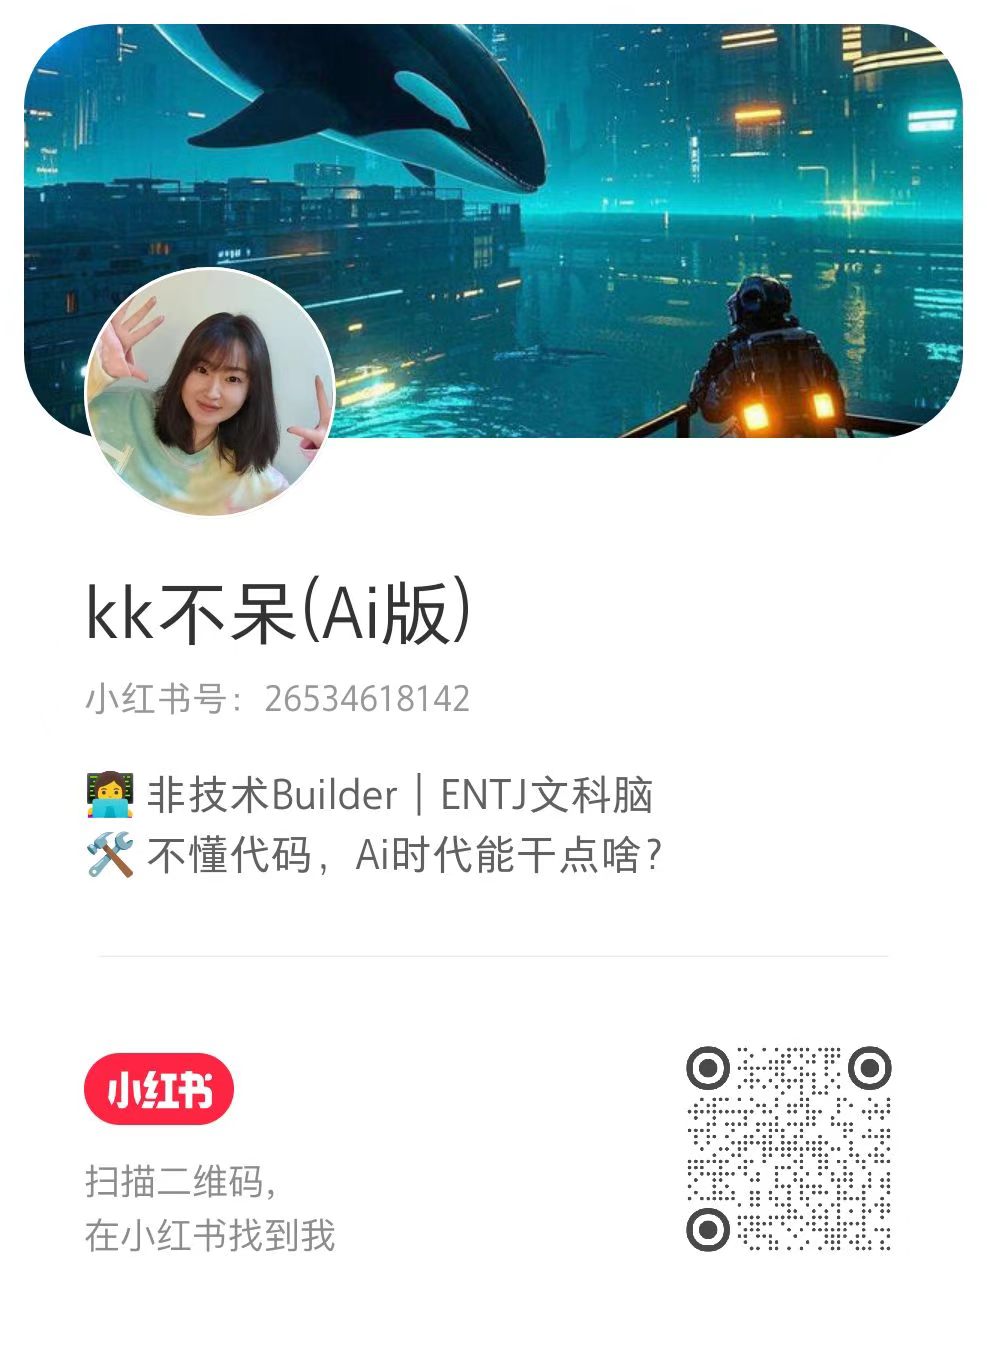 kk不呆(Ai版)
小红书号：26534618142
👩‍💻 非技术Builder｜ENTJ文科脑
🛠️ 不懂代码，Ai时代能干点啥？
小红书
扫描二维码，
在小红书找到我